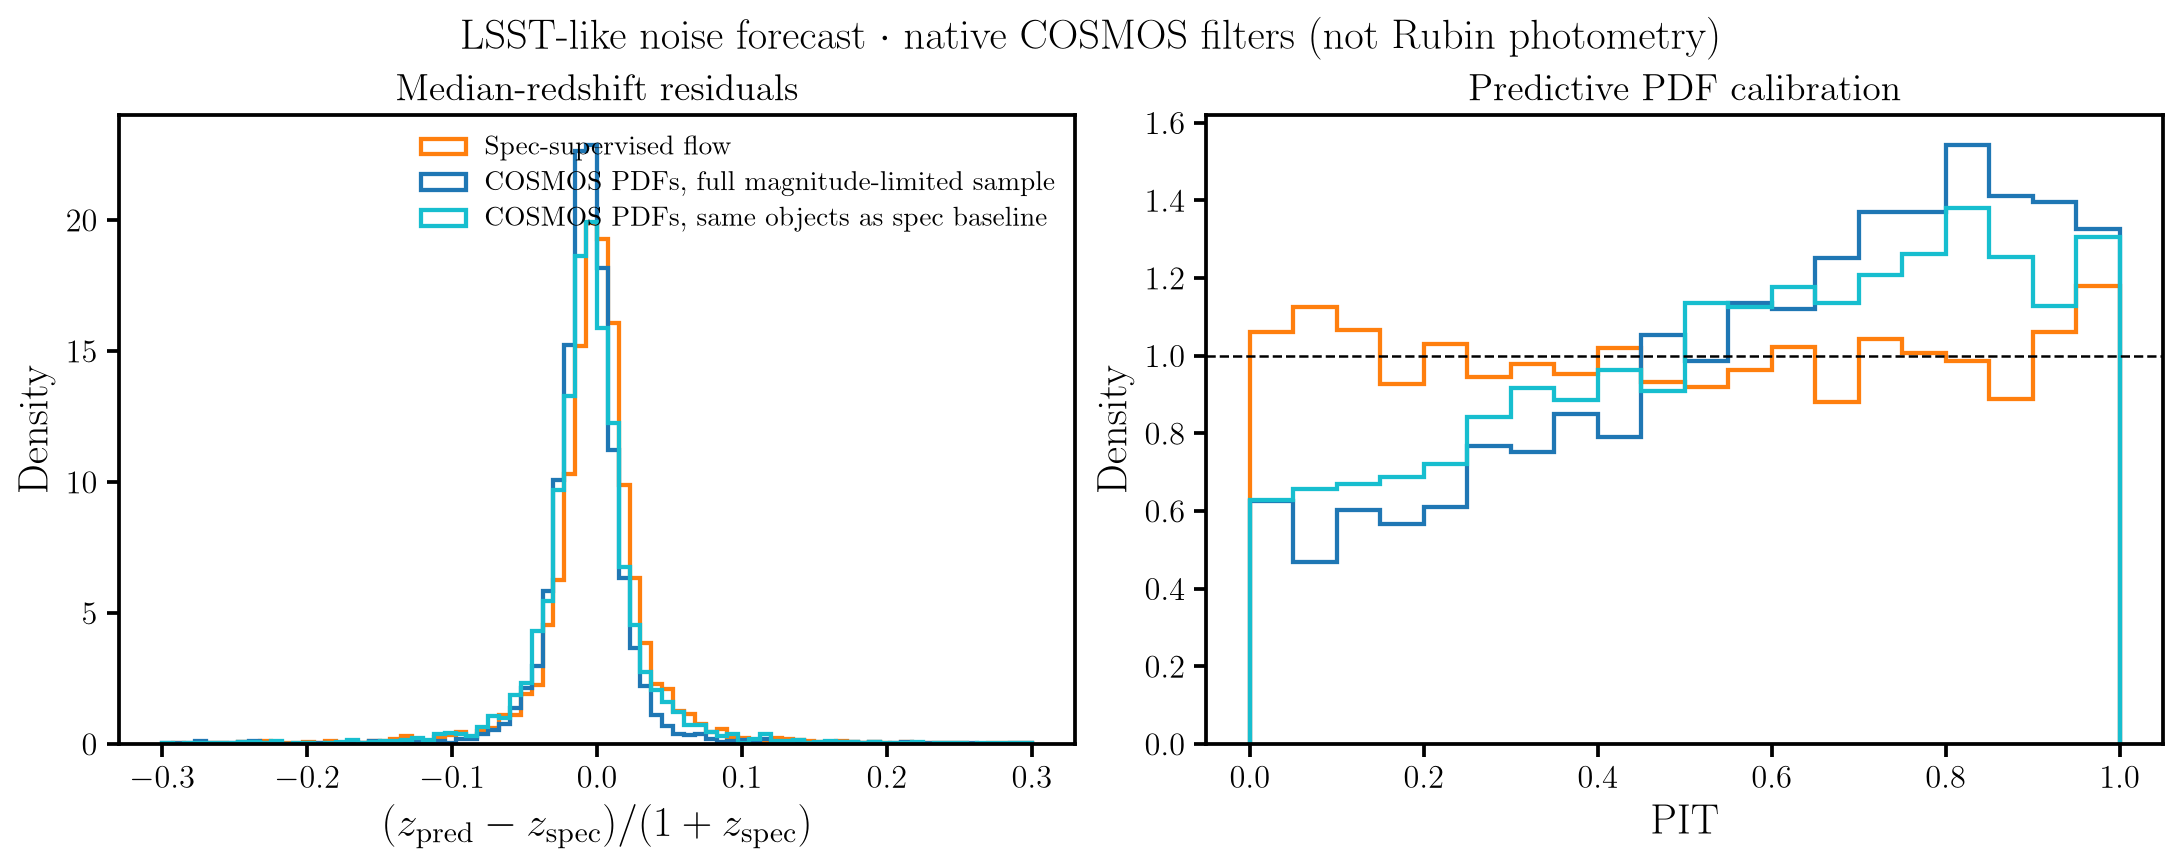 LSST-like noise forecast · native COSMOS filters (not Rubin photometry)
Median-redshift residuals
Spec-supervised flow
COSMOS PDFs, full magnitude-limited sample
COSMOS PDFs, same objects as spec baseline
Density
20
15
10
5
0
−0.3 −0.2 −0.1 0.0 0.1 0.2 0.3
(z_pred − z_spec)/(1 + z_spec)
Predictive PDF calibration
Density
1.6
1.4
1.2
1.0
0.8
0.6
0.4
0.2
0.0
0.0 0.2 0.4 0.6 0.8 1.0
PIT